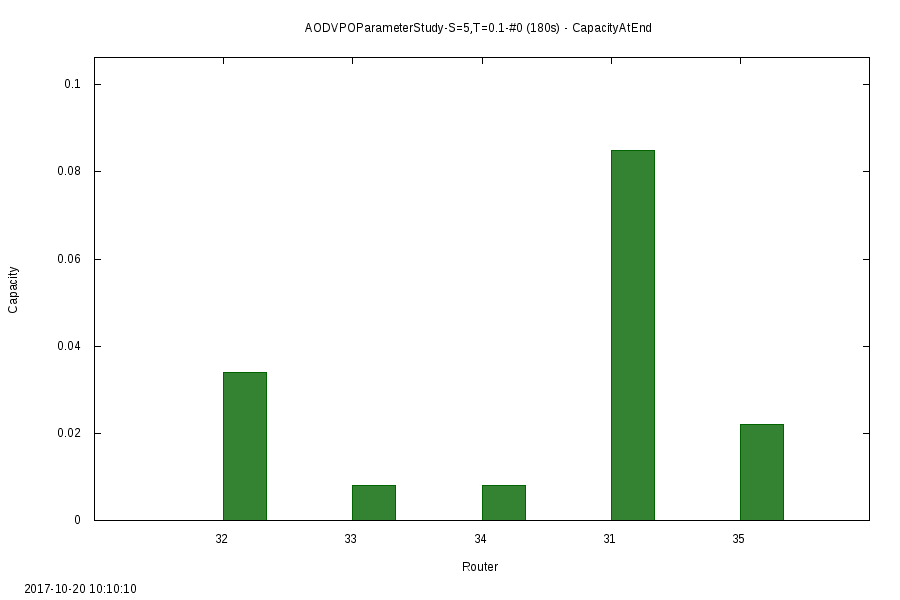 AODVPOParameterStudy-S=5,T=0.1-#0 (180s) - CapacityAtEnd
0.1
0.08
0.06
0.04
0.02
0
Capacity
32 33 34 31 35
Router
2017-10-20 10:10:10